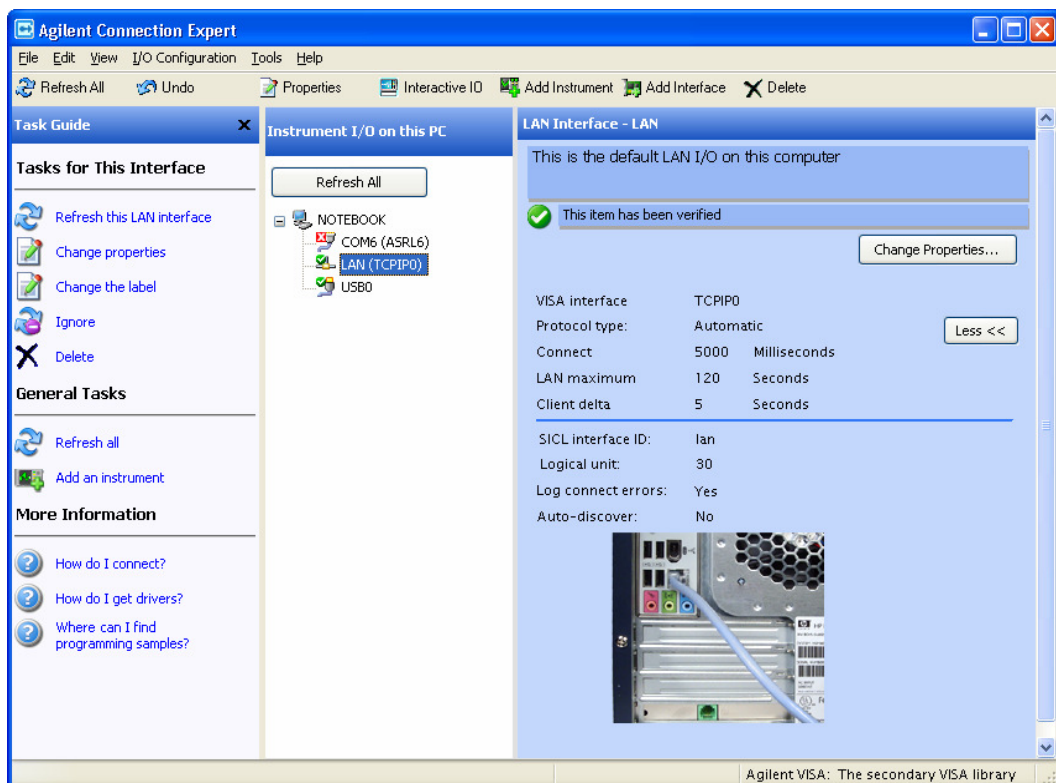 Agilent Connection Expert
File Edit View I/O Configuration Tools Help
Refresh All Undo Properties Interactive IO Add Instrument Add Interface Delete
Task Guide
Tasks for This Interface
Refresh this LAN interface
Change properties
Change the label
Ignore
Delete
General Tasks
Refresh all
Add an instrument
More Information
How do I connect?
How do I get drivers?
Where can I find
programming samples?
Instrument I/O on this PC
Refresh All
NOTEBOOK
COM6 (ASRL6)
LAN (TCPIP0)
USB0
LAN Interface - LAN
This is the default LAN I/O on this computer
This item has been verified
Change Properties...
VISA interface TCPIP0
Protocol type: Automatic
Less <<
Connect 5000 Milliseconds
LAN maximum 120 Seconds
Client delta 5 Seconds
SICL interface ID: lan
Logical unit: 30
Log connect errors: Yes
Auto-discover: No
Agilent VISA: The secondary VISA library